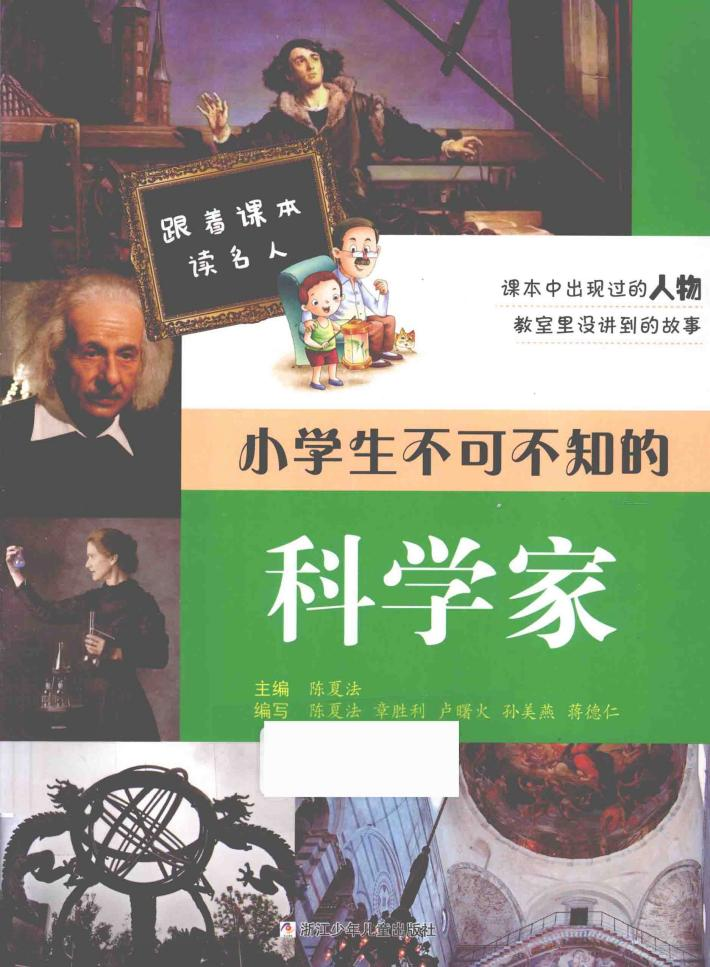 跟着课本
读名人
课本中出现过的人物
教室里没讲到的故事
小学生不可不知的
科学家
主编 陈夏法
编写 陈夏法 章胜利 卢曙火 孙美燕 蒋德仁
浙江少年儿童出版社